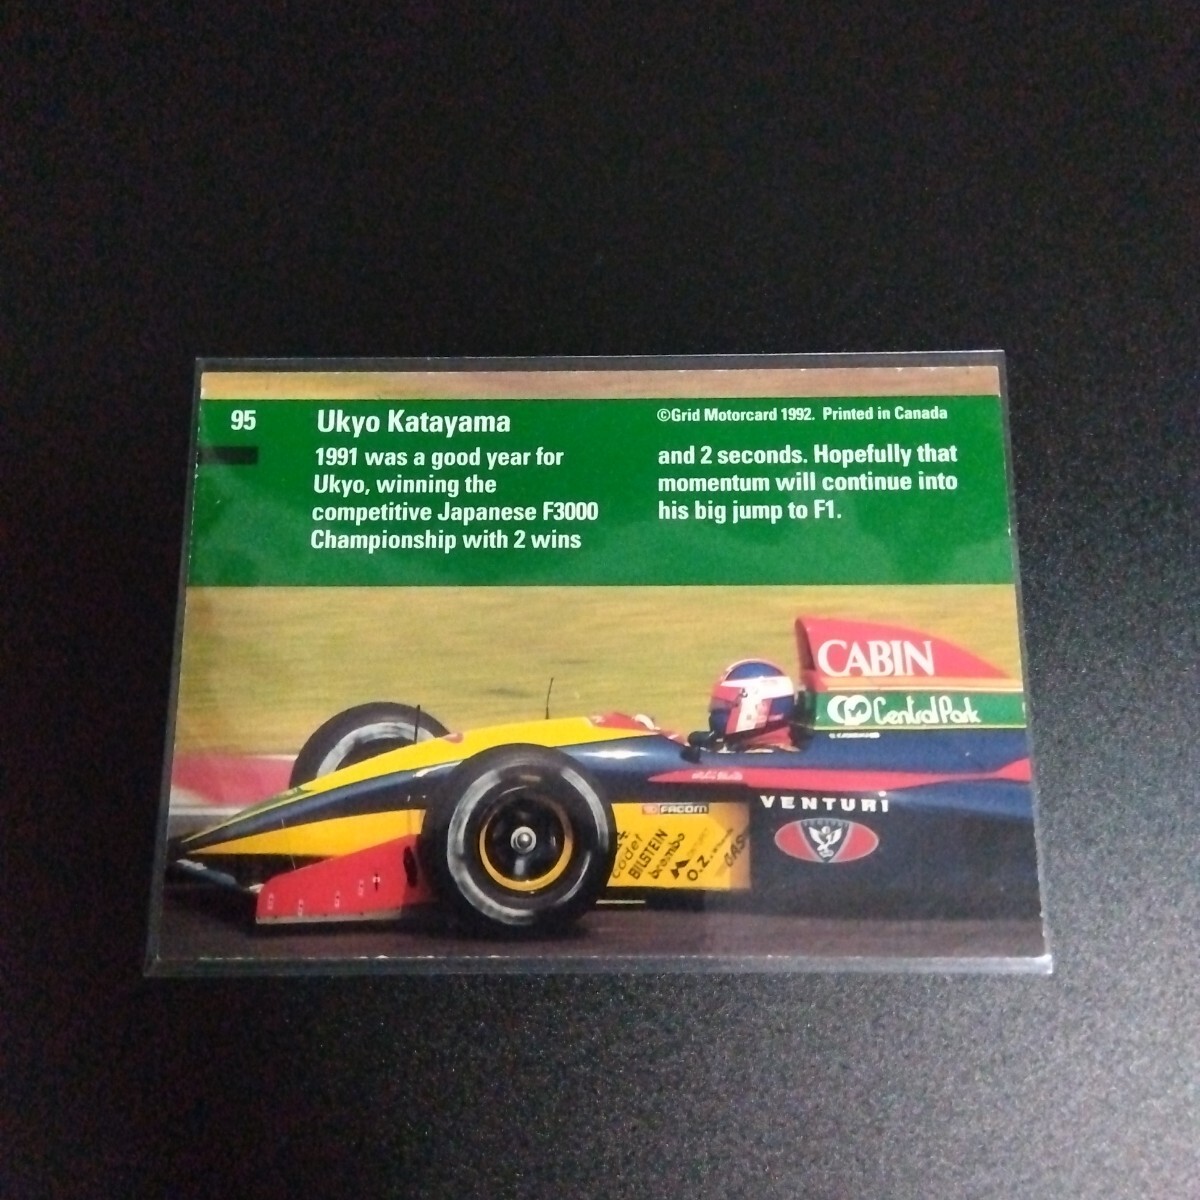 95
Ukyo Katayama
1991 was a good year for
Ukyo, winning the
competitive Japanese F3000
Championship with 2 wins
©Grid Motorcard 1992. Printed in Canada
and 2 seconds. Hopefully that
momentum will continue into
his big jump to F1.
CABIN
Central Park
VENTURI
FACOM
cadet
BILSTEIN
brembo
O.Z.